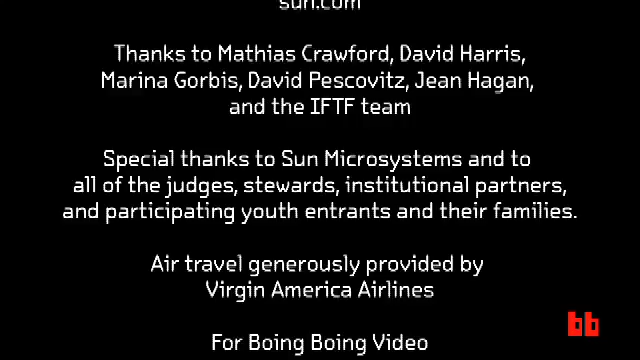 sun.com
Thanks to Mathias Crawford, David Harris,
Marina Gorbis, David Pescovitz, Jean Hagan,
and the IFTF team
Special thanks to Sun Microsystems and to
all of the judges, stewards, institutional partners,
and participating youth entrants and their families.
Air travel generously provided by
Virgin America Airlines
bb
For Boing Boing Video